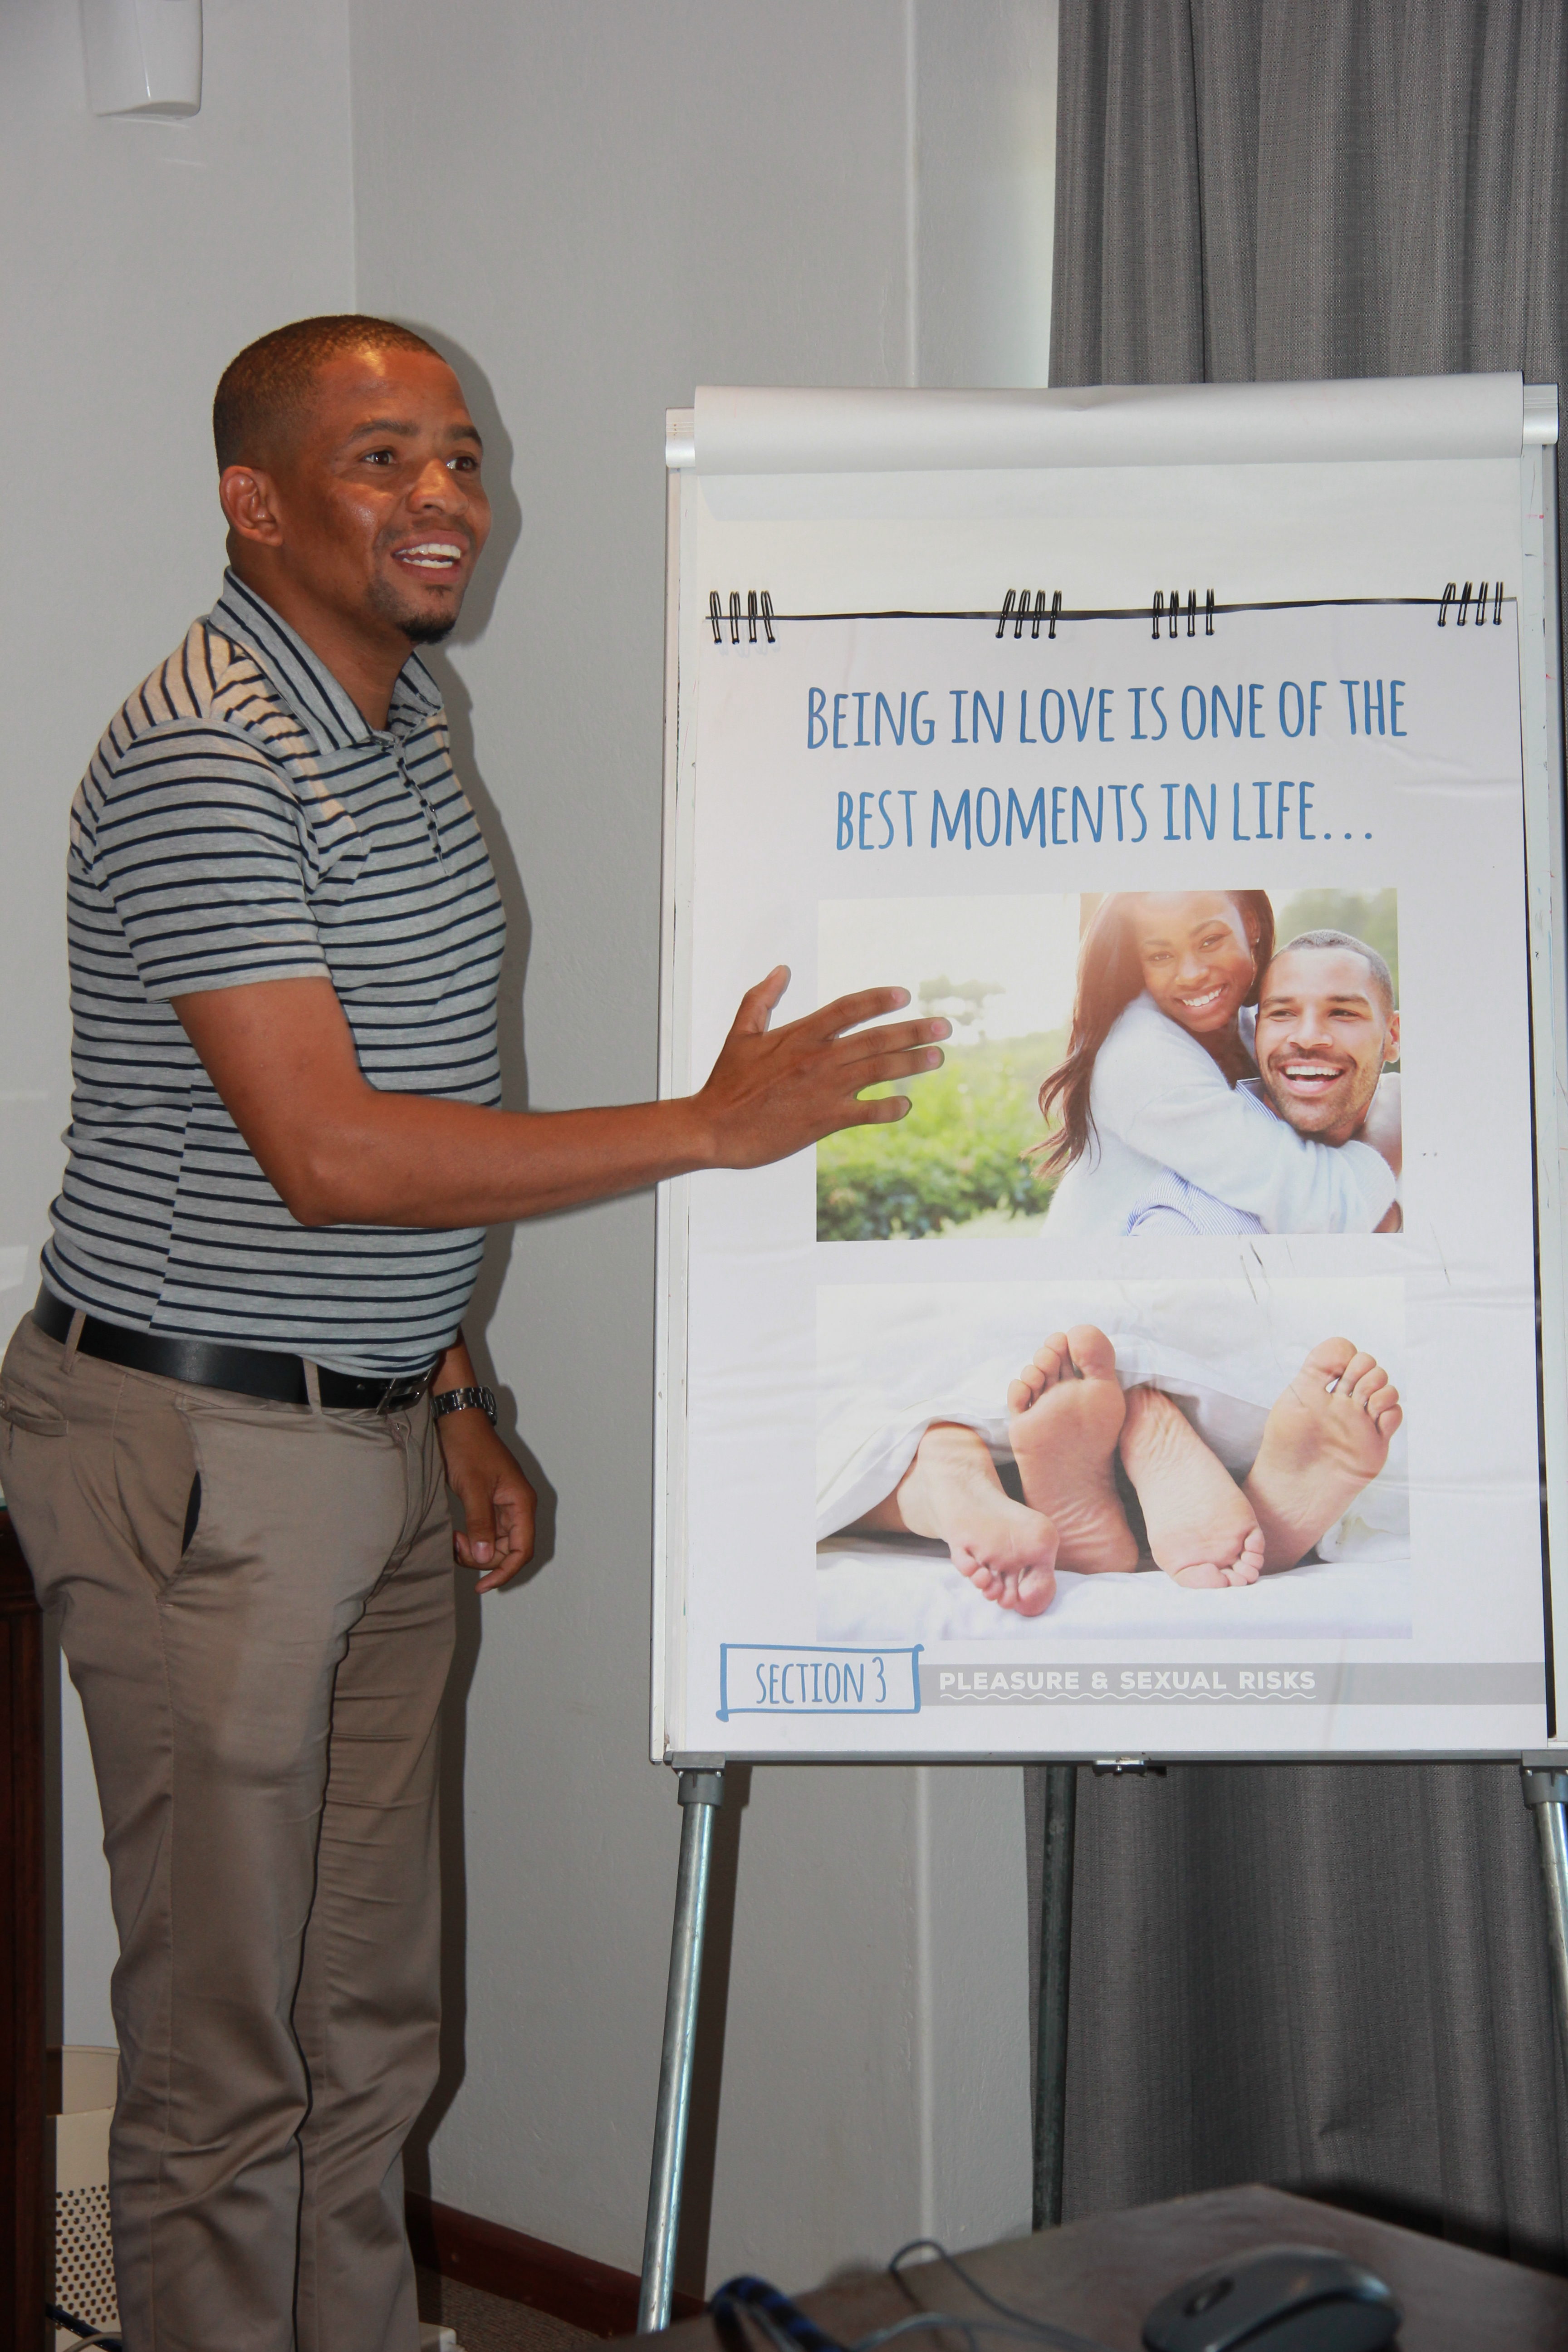 Being in love is one of the
best moments in life...
Section 3
PLEASURE & SEXUAL RISKS